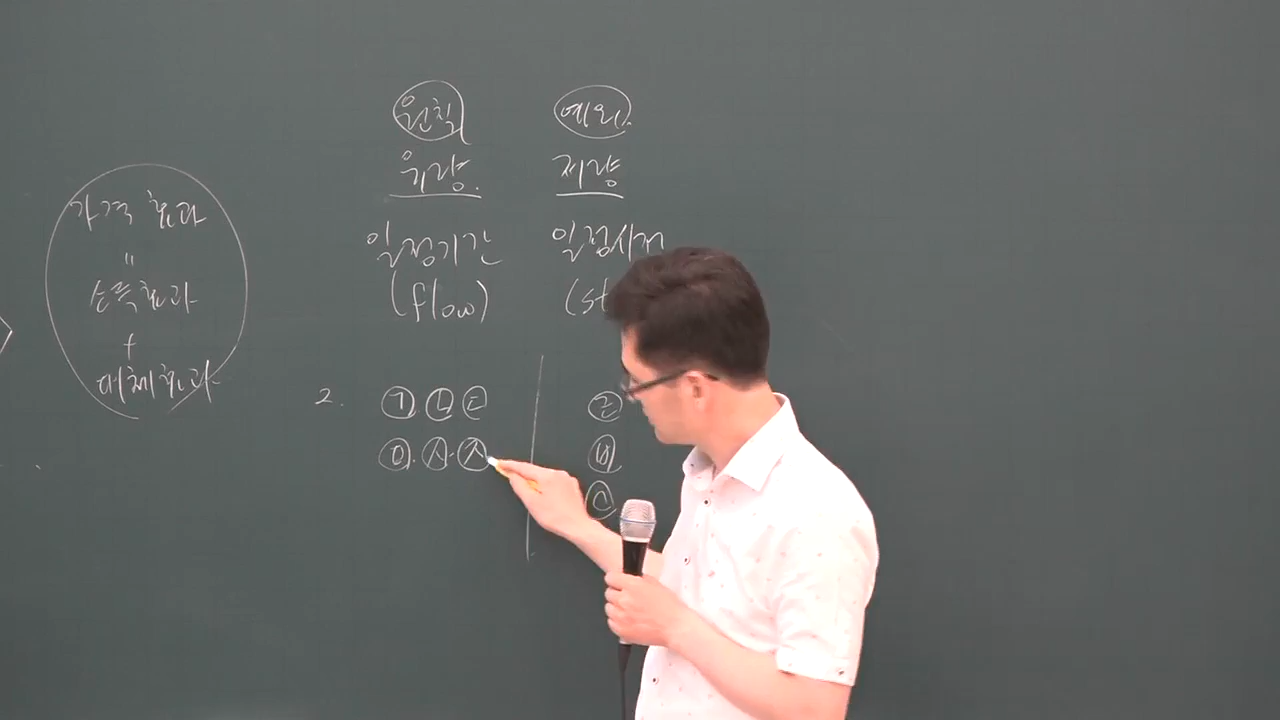 가격효과
"
소득효과
+
대체효과
원칙 예외.
유량. 저량
일정기간 일정시점
(flow) (st
2. ㄱ ㄴ ㄷ ㄹ
ㅁ. ㅅ. ㅈ ㅂ